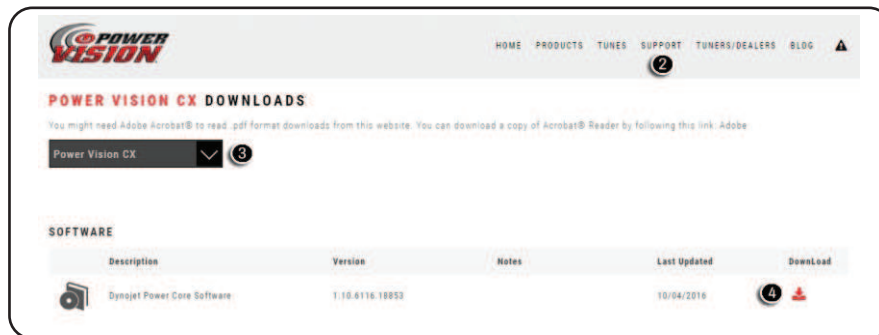 POWER
VISION
HOME PRODUCTS TUNES SUPPORT TUNERS/DEALERS BLOG
2
POWER VISION CX DOWNLOADS
You might need Adobe Acrobat® to read .pdf format downloads from this website. You can download a copy of Acrobat® Reader by following this link: Adobe
Power Vision CX 3
SOFTWARE
Description Version Notes Last Updated DownLoad
Dynojet Power Core Software 1.10.6116.18853 10/04/2016 4